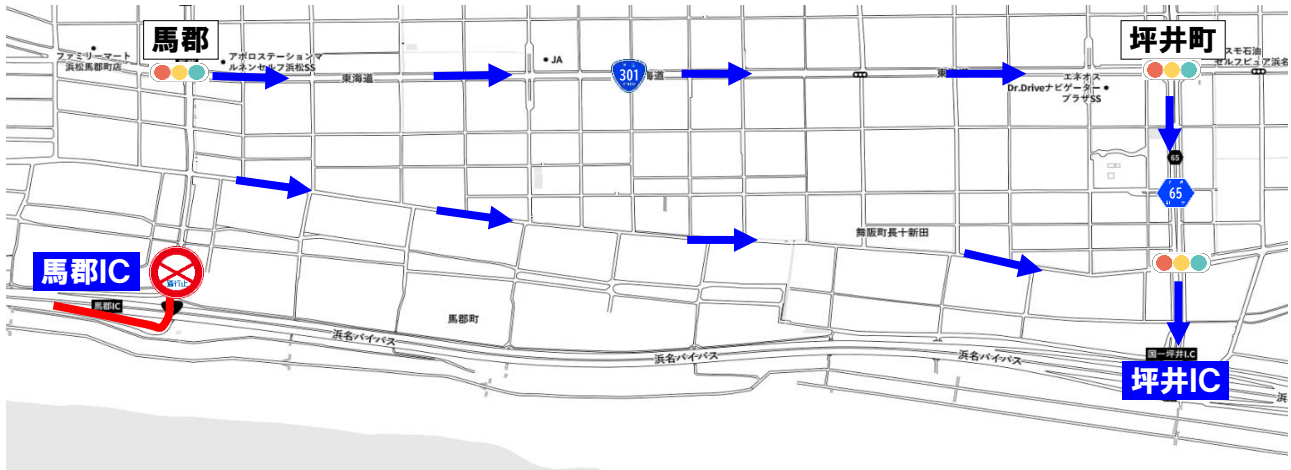 馬郡
坪井町
ファミリーマート
浜松馬郡町店
アポロステーションマ
ルネンセルフ浜松SS
東海道
JA
301
海道
東
エネオス
Dr.Driveナビゲーター
プラザSS
スモ石油
セルフピュア浜名
65
65
舞阪町長十新田
馬郡IC
通行止
馬郡IC
馬郡町
浜名バイパス
浜名バイパス
浜名バイパス
国一坪井I.C
坪井IC
浜